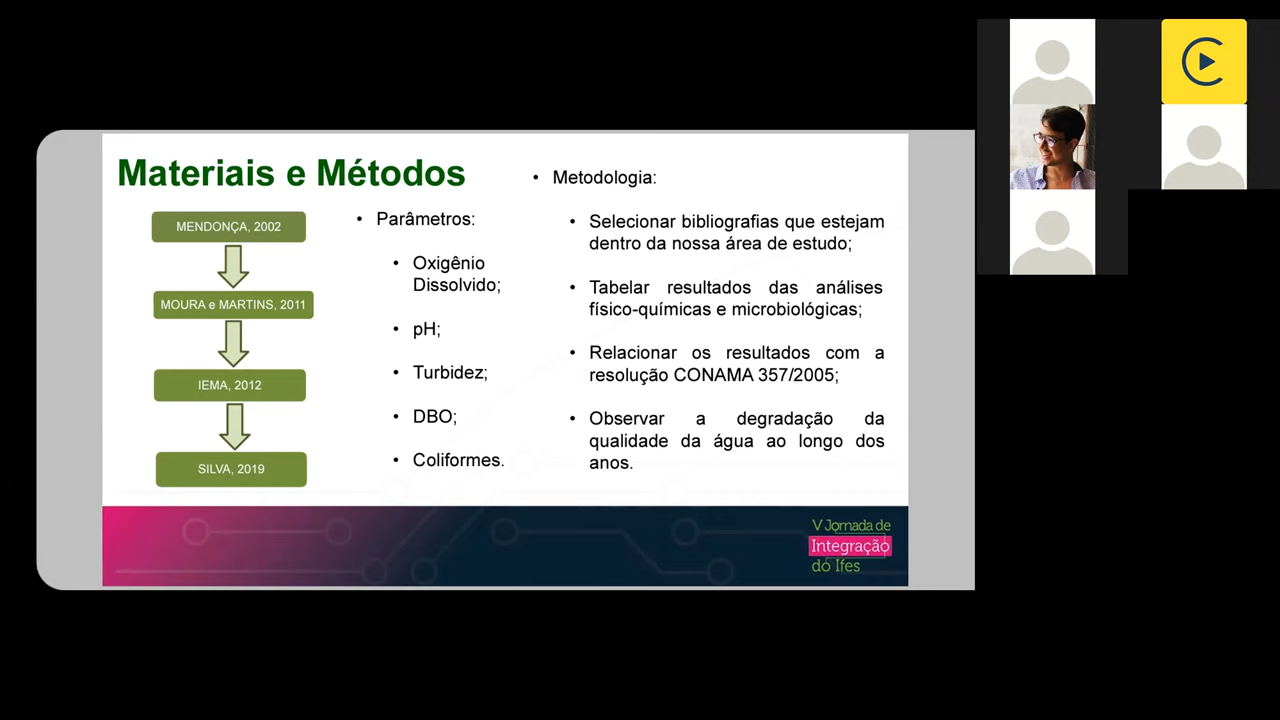 Materiais e Métodos
MENDONÇA, 2002
MOURA e MARTINS, 2011
IEMA, 2012
SILVA, 2019
• Parâmetros:
• Oxigênio
Dissolvido;
• pH;
• Turbidez;
• DBO;
• Coliformes.
• Metodologia:
• Selecionar bibliografias que estejam
dentro da nossa área de estudo;
• Tabelar resultados das análises
físico-químicas e microbiológicas;
• Relacionar os resultados com a
resolução CONAMA 357/2005;
• Observar a degradação da
qualidade da água ao longo dos
anos.
V Jornada de
Integração
do Ifes